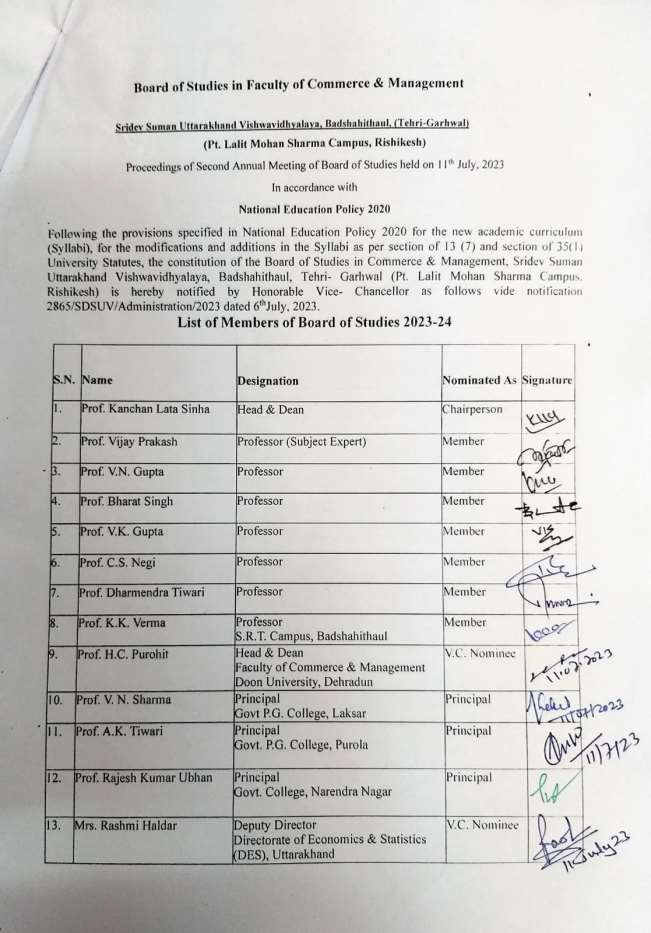 Board of Studies in Faculty of Commerce & Management
Sridev Suman Uttarakhand Vishwavidhyalaya, Badshahithaul, (Tehri-Garhwal)
(Pt. Lalit Mohan Sharma Campus, Rishikesh)
Proceedings of Second Annual Meeting of Board of Studies held on 11th July, 2023
In accordance with
National Education Policy 2020
Following the provisions specified in National Education Policy 2020 for the new academic curriculum
(Syllabi), for the modifications and additions in the Syllabi as per section of 13 (7) and section of 35(1)
University Statutes, the constitution of the Board of Studies in Commerce & Management, Sridev Suman
Uttarakhand Vishwavidhyalaya, Badshahithaul, Tehri- Garhwal (Pt. Lalit Mohan Sharma Campus,
Rishikesh) is hereby notified by Honorable Vice- Chancellor as follows vide notification
2865/SDSUV/Administration/2023 dated 6thJuly, 2023.
List of Members of Board of Studies 2023-24
S.N. Name Designation Nominated As Signature
1. Prof. Kanchan Lata Sinha Head & Dean Chairperson
2. Prof. Vijay Prakash Professor (Subject Expert) Member
3. Prof. V.N. Gupta Professor Member
4. Prof. Bharat Singh Professor Member
5. Prof. V.K. Gupta Professor Member
6. Prof. C.S. Negi Professor Member
7. Prof. Dharmendra Tiwari Professor Member
8. Prof. K.K. Verma Professor Member
S.R.T. Campus, Badshahithaul
9. Prof. H.C. Purohit Head & Dean V.C. Nominee
Faculty of Commerce & Management
Doon University, Dehradun
11.07.2023
10. Prof. V. N. Sharma Principal Principal
Govt P.G. College, Laksar
11/07/2023
11. Prof. A.K. Tiwari Principal Principal
Govt. P.G. College, Purola
11/7/23
12. Prof. Rajesh Kumar Ubhan Principal Principal
Govt. College, Narendra Nagar
13. Mrs. Rashmi Haldar Deputy Director V.C. Nominee
Directorate of Economics & Statistics
(DES), Uttarakhand
11 July 23